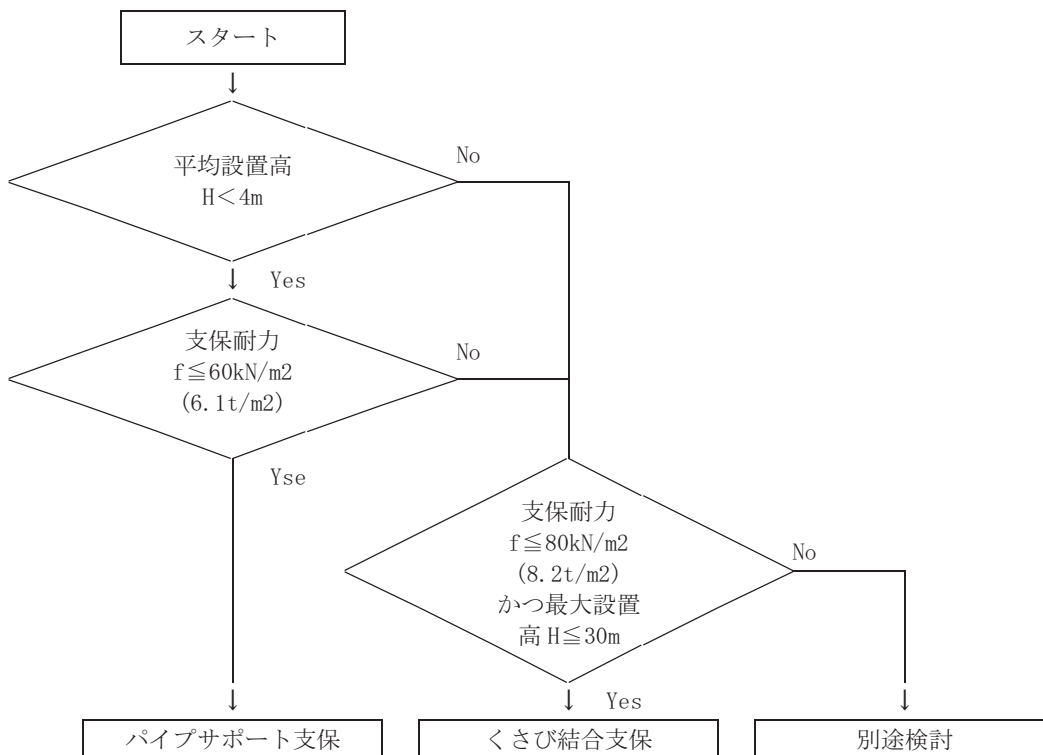 スタート
↓
平均設置高
H<4m
No
↓ Yes
支保耐力
f≦60kN/m2
(6.1t/m2)
No
Yse
支保耐力
f≦80kN/m2
(8.2t/m2)
かつ最大設置
高 H≦30m
No
↓ ↓ Yes ↓
パイプサポート支保
くさび結合支保
別途検討